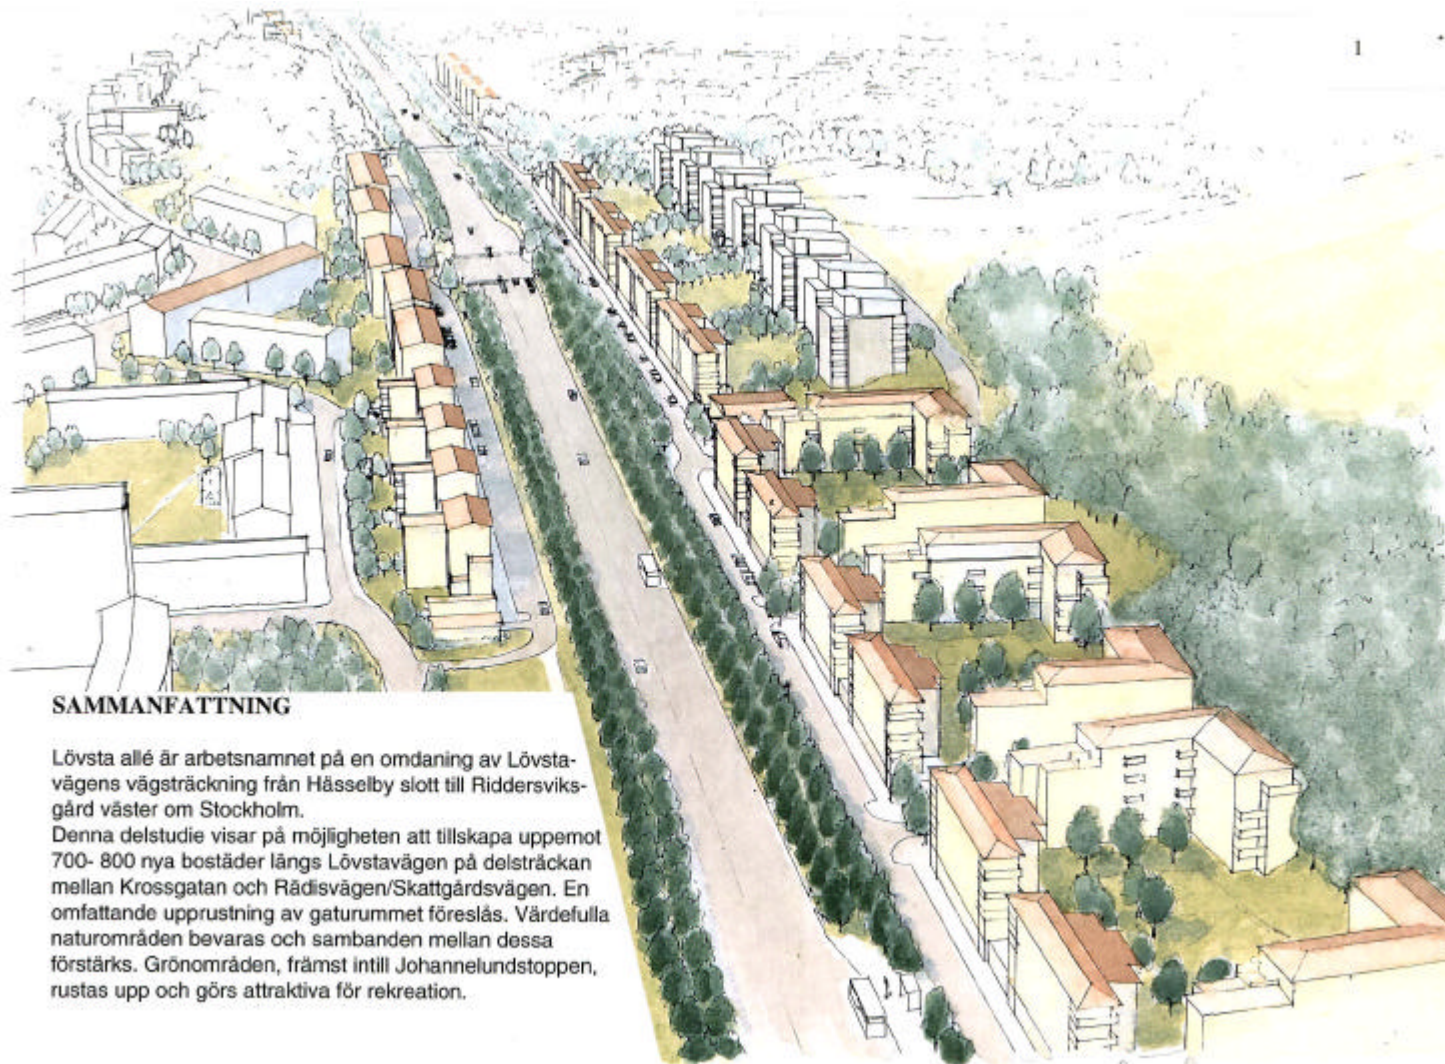 1
SAMMANFATTNING
Lövsta allé är arbetsnamnet på en omdaning av Lövsta-
vägens vägsträckning från Hässelby slott till Riddersviks-
gård väster om Stockholm.
Denna delstudie visar på möjligheten att tillskapa uppemot
700- 800 nya bostäder längs Lövstavägen på delsträckan
mellan Krossgatan och Rädisvägen/Skattgårdsvägen. En
omfattande upprustning av gaturummet föreslås. Värdefulla
naturområden bevaras och sambanden mellan dessa
förstärks. Grönområden, främst intill Johannelundstoppen,
rustas upp och görs attraktiva för rekreation.